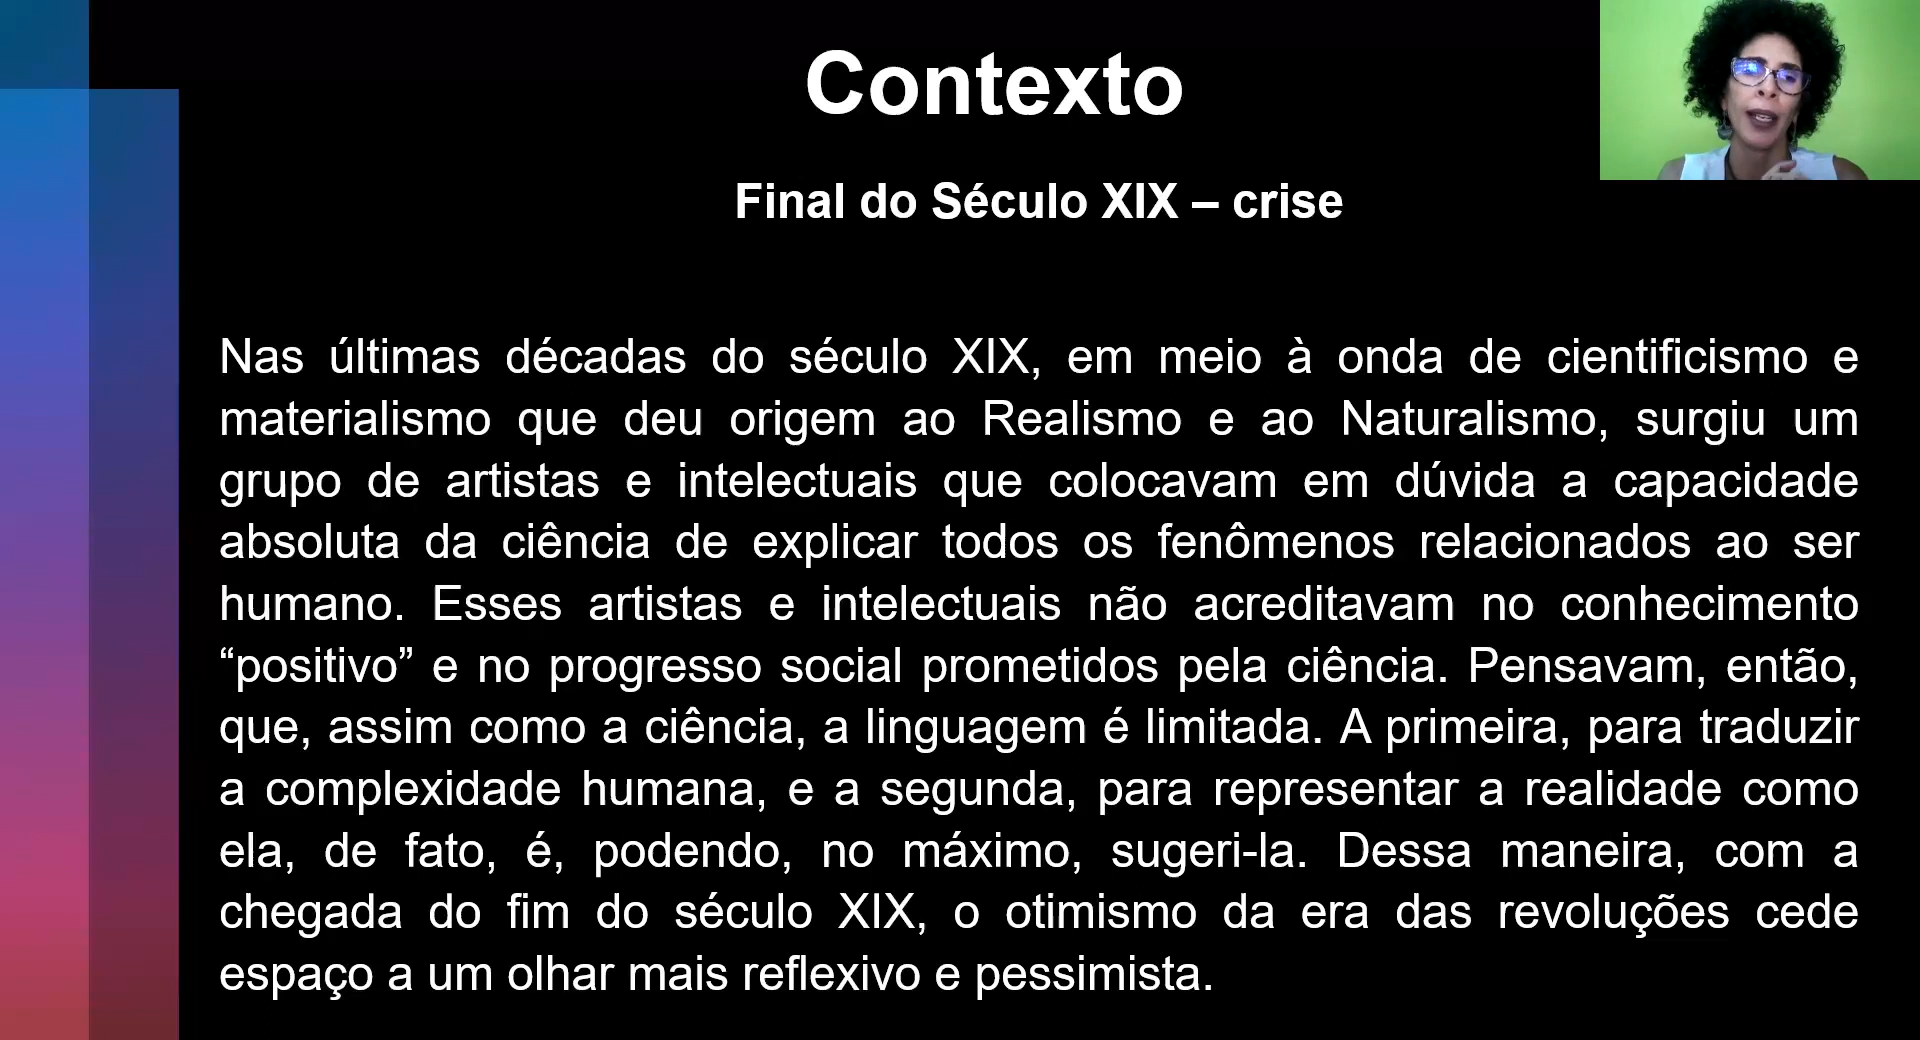 Contexto
Final do Século XIX – crise
Nas últimas décadas do século XIX, em meio à onda de cientificismo e
materialismo que deu origem ao Realismo e ao Naturalismo, surgiu um
grupo de artistas e intelectuais que colocavam em dúvida a capacidade
absoluta da ciência de explicar todos os fenômenos relacionados ao ser
humano. Esses artistas e intelectuais não acreditavam no conhecimento
“positivo” e no progresso social prometidos pela ciência. Pensavam, então,
que, assim como a ciência, a linguagem é limitada. A primeira, para traduzir
a complexidade humana, e a segunda, para representar a realidade como
ela, de fato, é, podendo, no máximo, sugeri-la. Dessa maneira, com a
chegada do fim do século XIX, o otimismo da era das revoluções cede
espaço a um olhar mais reflexivo e pessimista.